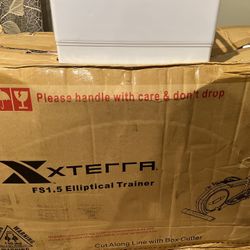 Please handle with care & don't drop
XTERRA
FS1.5 Elliptical Trainer
Cut Along Line with Box Cutter